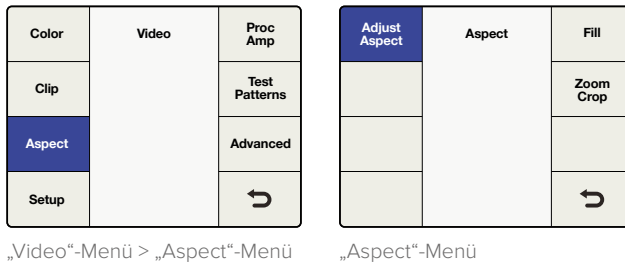 Color
Video
Proc
Amp
Clip
Test
Patterns
Aspect
Advanced
Setup
„Video“-Menü > „Aspect“-Menü
Adjust
Aspect
Aspect
Fill
Zoom
Crop
„Aspect“-Menü